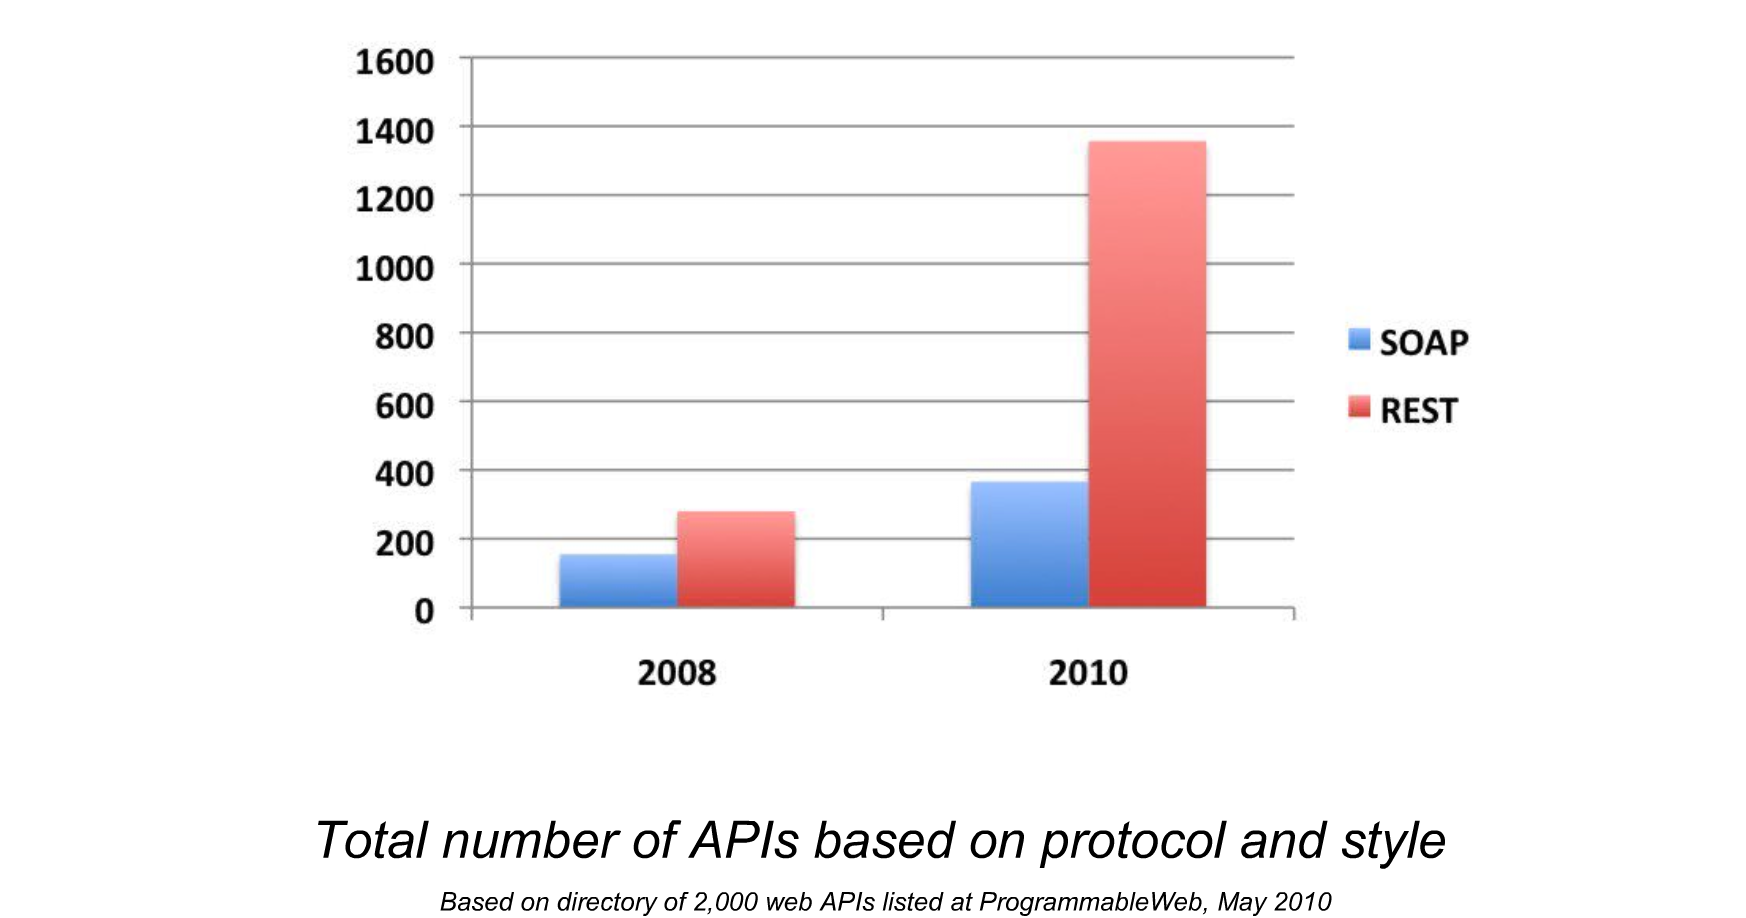 1600
1400
1200
1000
800
600
400
200
0
2008 2010
SOAP
REST
Total number of APIs based on protocol and style
Based on directory of 2,000 web APIs listed at ProgrammableWeb, May 2010